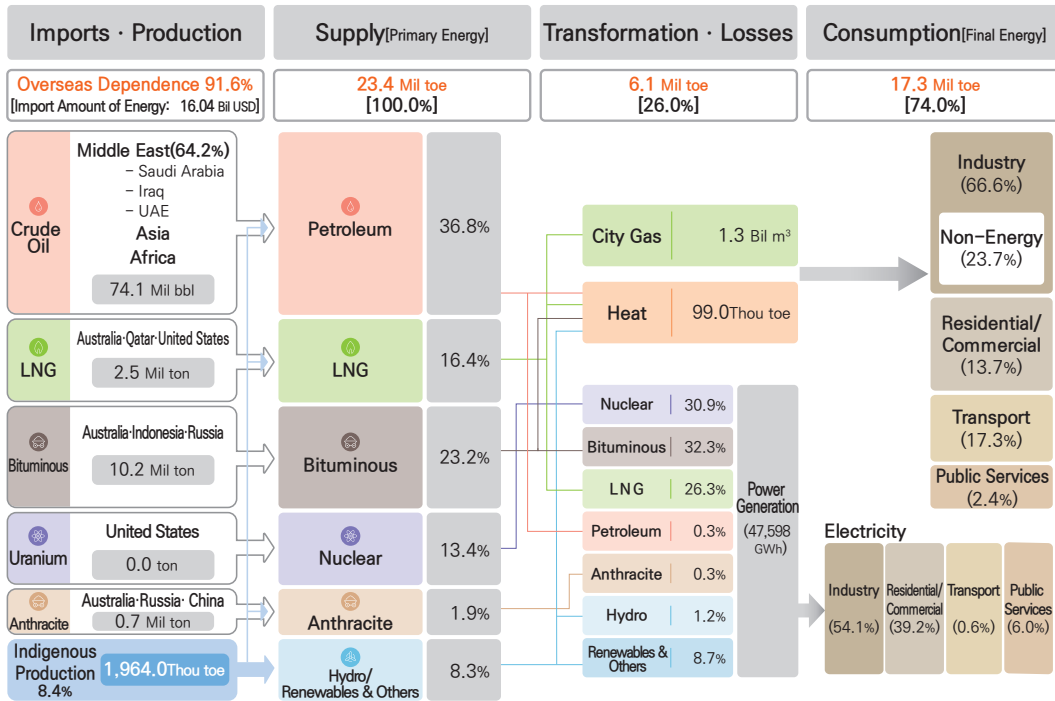 Imports · Production
Supply[Primary Energy]
Transformation · Losses
Consumption[Final Energy]
Overseas Dependence 91.6%
[Import Amount of Energy: 16.04 Bil USD]
23.4 Mil toe
[100.0%]
6.1 Mil toe
[26.0%]
17.3 Mil toe
[74.0%]
Crude
Oil
Middle East(64.2%)
- Saudi Arabia
- Iraq
- UAE
Asia
Africa
74.1 Mil bbl
LNG
Australia·Qatar·United States
2.5 Mil ton
Bituminous
Australia·Indonesia·Russia
10.2 Mil ton
Uranium
United States
0.0 ton
Anthracite
Australia·Russia· China
0.7 Mil ton
Indigenous
Production
8.4%
1,964.0Thou toe
Petroleum
36.8%
LNG
16.4%
Bituminous
23.2%
Nuclear
13.4%
Anthracite
1.9%
Hydro/
Renewables & Others
8.3%
City Gas
1.3 Bil m³
Heat
99.0Thou toe
Nuclear
30.9%
Bituminous
32.3%
LNG
26.3%
Petroleum
0.3%
Anthracite
0.3%
Hydro
1.2%
Renewables &
Others
8.7%
Power
Generation
(47,598
GWh)
Industry
(66.6%)
Non-Energy
(23.7%)
Residential/
Commercial
(13.7%)
Transport
(17.3%)
Public Services
(2.4%)
Electricity
Industry
(54.1%)
Residential/
Commercial
(39.2%)
Transport
(0.6%)
Public
Services
(6.0%)